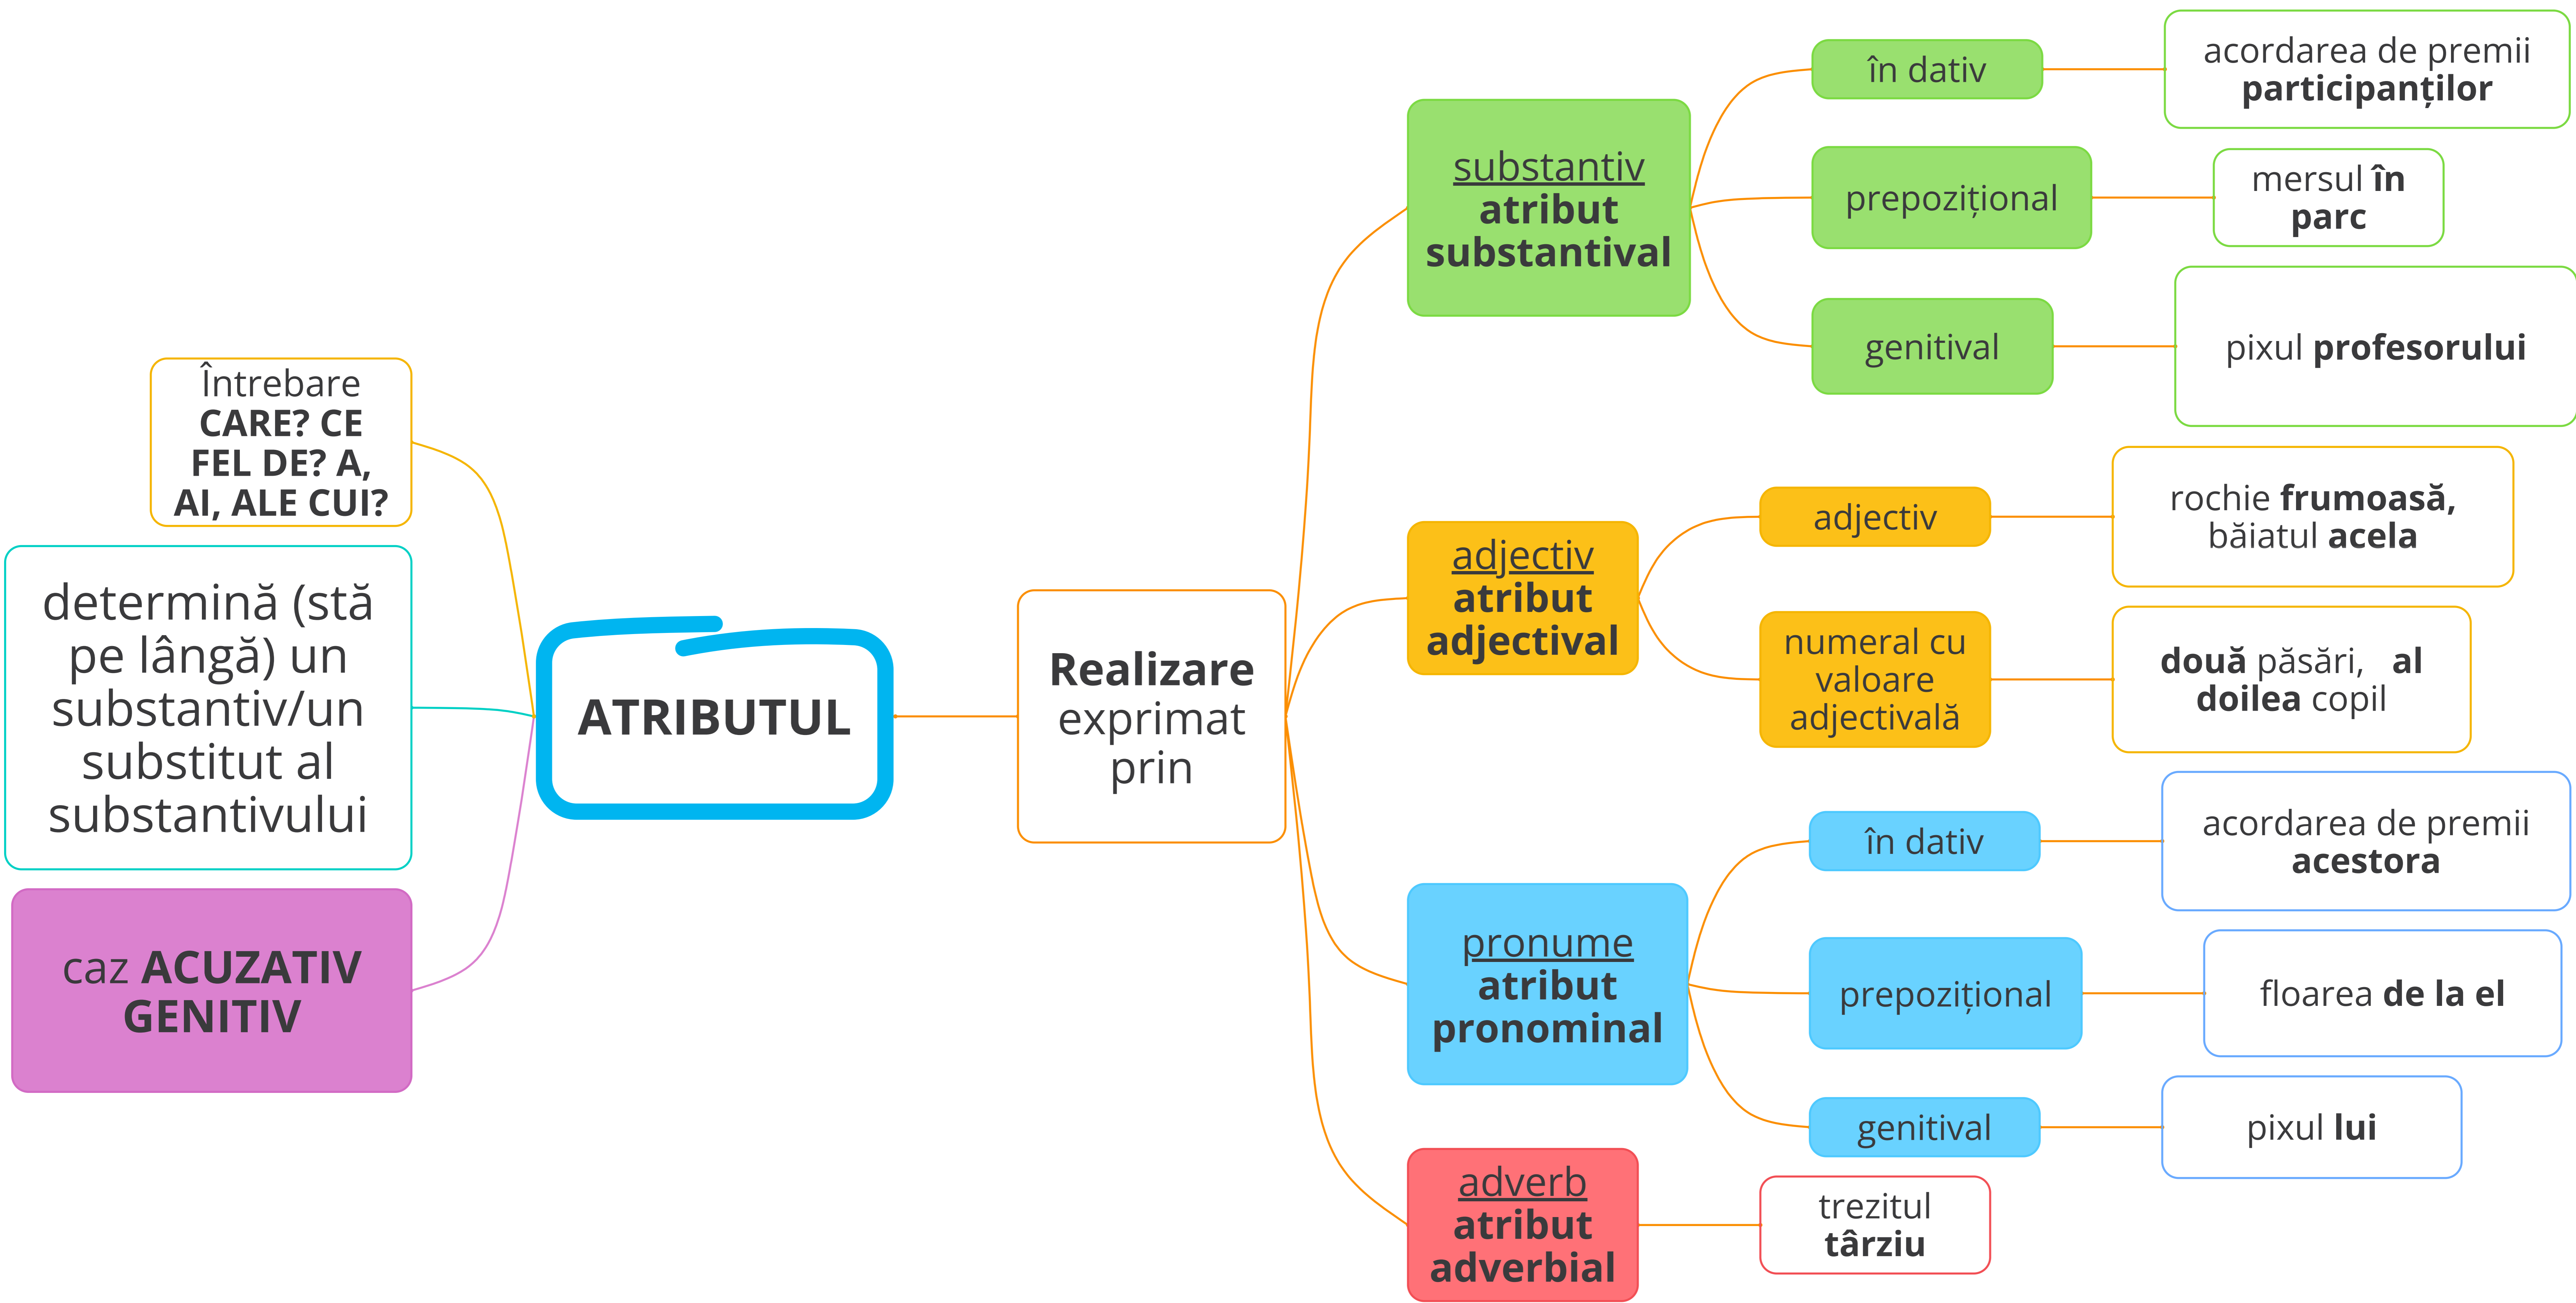 Întrebare
CARE? CE
FEL DE? A,
AI, ALE CUI?
determină (stă
pe lângă) un
substantiv/un
substitut al
substantivului
caz ACUZATIV
GENITIV
ATRIBUTUL
Realizare
exprimat
prin
substantiv
atribut
substantival
în dativ
acordarea de premii
participanților
prepozițional
mersul în
parc
genitival
pixul profesorului
adjectiv
atribut
adjectival
adjectiv
rochie frumoasă,
băiatul acela
numeral cu
valoare
adjectivală
două păsări, al
doilea copil
pronume
atribut
pronominal
în dativ
acordarea de premii
acestora
prepozițional
floarea de la el
genitival
pixul lui
adverb
atribut
adverbial
trezitul
târziu